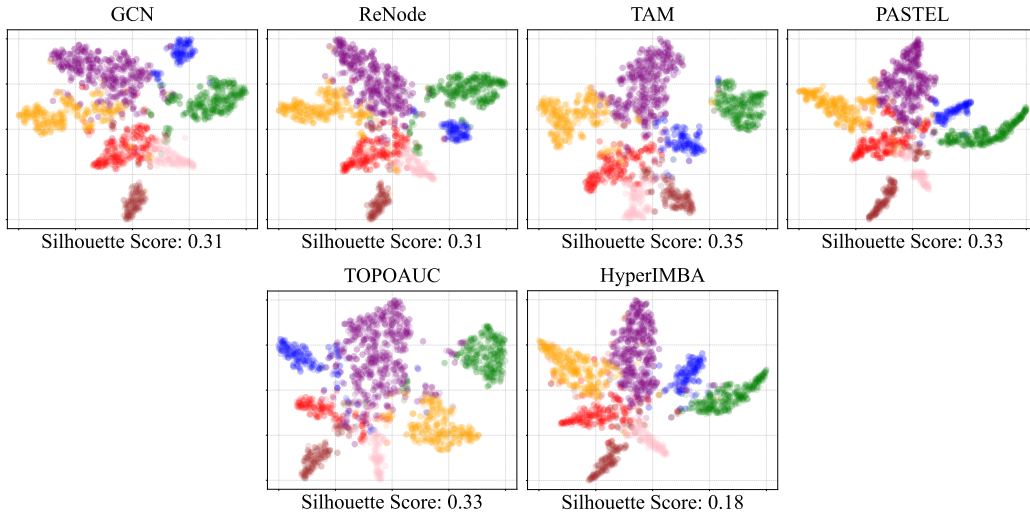 GCN
ReNode
TAM
PASTEL
Silhouette Score: 0.31
Silhouette Score: 0.31
Silhouette Score: 0.35
Silhouette Score: 0.33
TOPOAUC
HyperIMBA
Silhouette Score: 0.33
Silhouette Score: 0.18